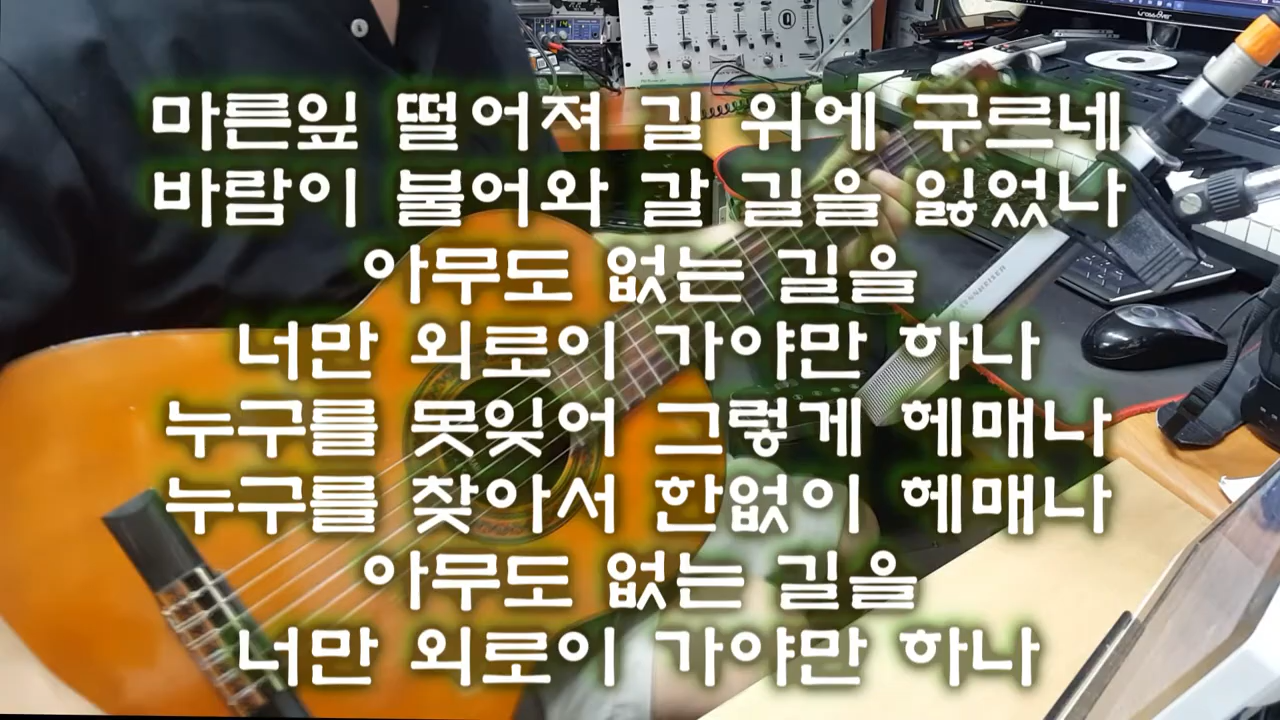 마른잎 떨어져 길 위에 구르네
바람이 불어와 갈 길을 잃었나
아무도 없는 길을
너만 외로이 가야만 하나
누구를 못잊어 그렇게 헤매나
누구를 찾아서 한없이 헤매나
아무도 없는 길을
너만 외로이 가야만 하나
crossover
SENNHEISER